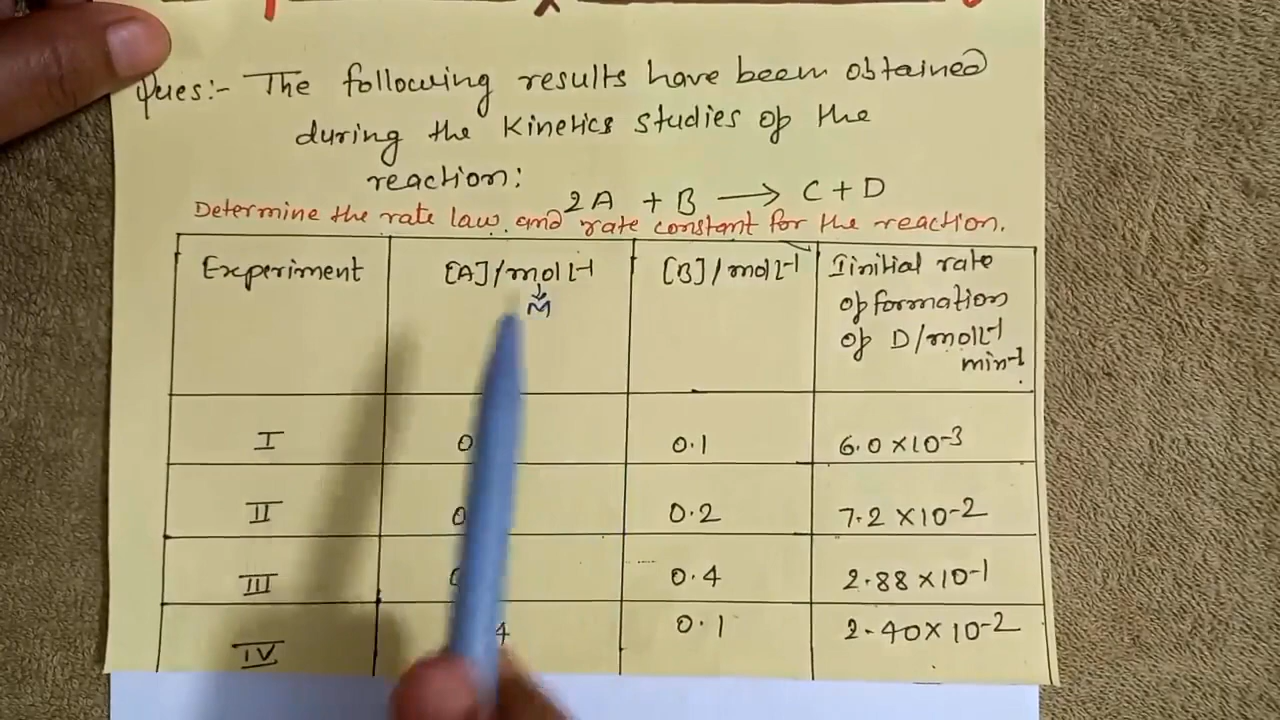 Ques:- The following results have been obtained
during the Kinetics studies of the
reaction:
2A + B ⟶ C + D
Determine the rate law and rate constant for the reaction.
Experiment
[A]/mol L⁻¹
M
[B]/mol L⁻¹
Iinitial rate
of formation
of D/mol L⁻¹
min⁻¹
I 0.1 6.0 × 10⁻³
II 0.2 7.2 × 10⁻²
III 0.4 2.88 × 10⁻¹
IV 4 0.1 2.40 × 10⁻²